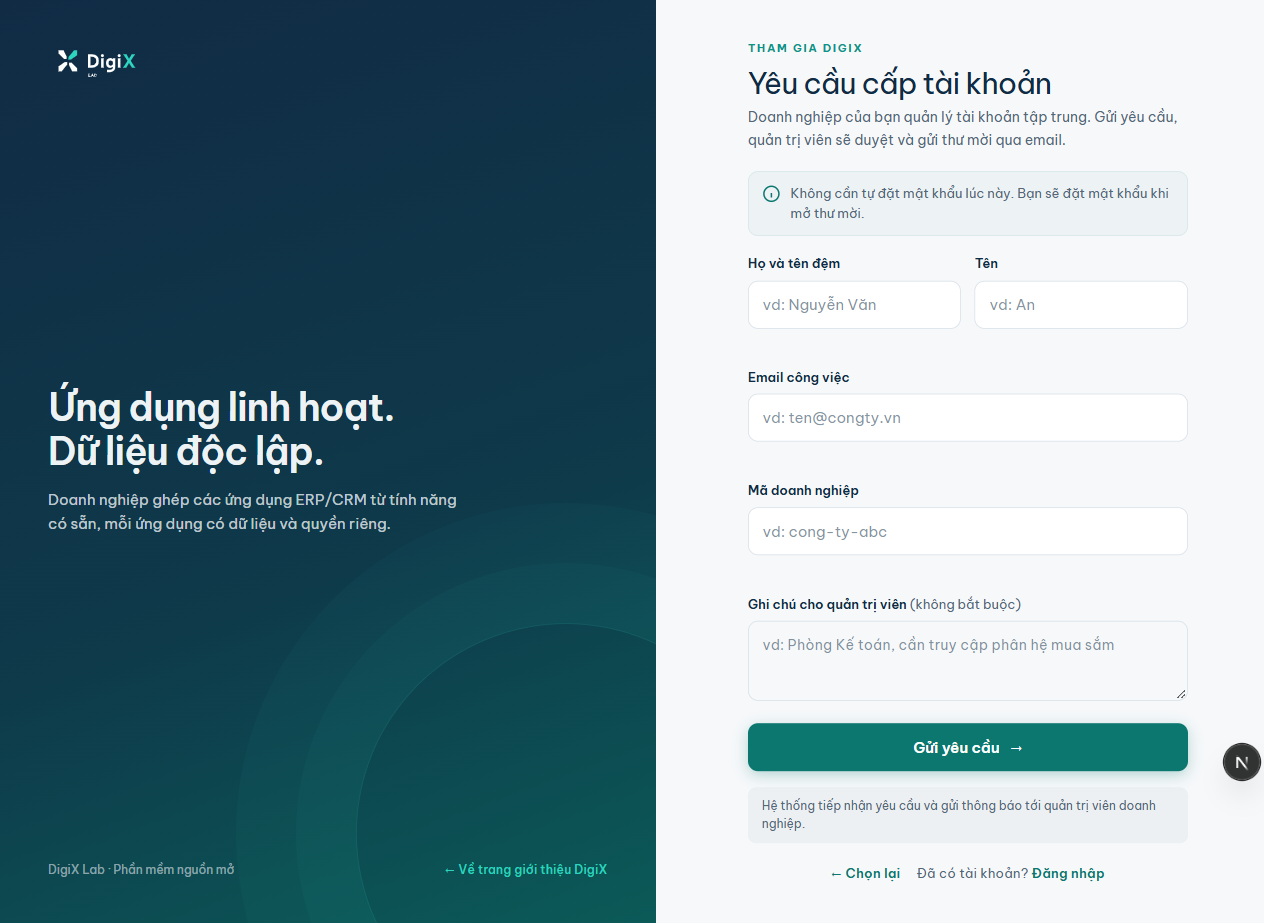 DigiX
LAB
Ứng dụng linh hoạt.
Dữ liệu độc lập.
Doanh nghiệp ghép các ứng dụng ERP/CRM từ tính năng
có sẵn, mỗi ứng dụng có dữ liệu và quyền riêng.
DigiX Lab · Phần mềm nguồn mở
← Về trang giới thiệu DigiX
THAM GIA DIGIX
Yêu cầu cấp tài khoản
Doanh nghiệp của bạn quản lý tài khoản tập trung. Gửi yêu cầu,
quản trị viên sẽ duyệt và gửi thư mời qua email.
Không cần tự đặt mật khẩu lúc này. Bạn sẽ đặt mật khẩu khi
mở thư mời.
Họ và tên đệm
Tên
vd: Nguyễn Văn
vd: An
Email công việc
vd: ten@congty.vn
Mã doanh nghiệp
vd: cong-ty-abc
Ghi chú cho quản trị viên (không bắt buộc)
vd: Phòng Kế toán, cần truy cập phân hệ mua sắm
Gửi yêu cầu →
N
Hệ thống tiếp nhận yêu cầu và gửi thông báo tới quản trị viên doanh
nghiệp.
← Chọn lại Đã có tài khoản? Đăng nhập